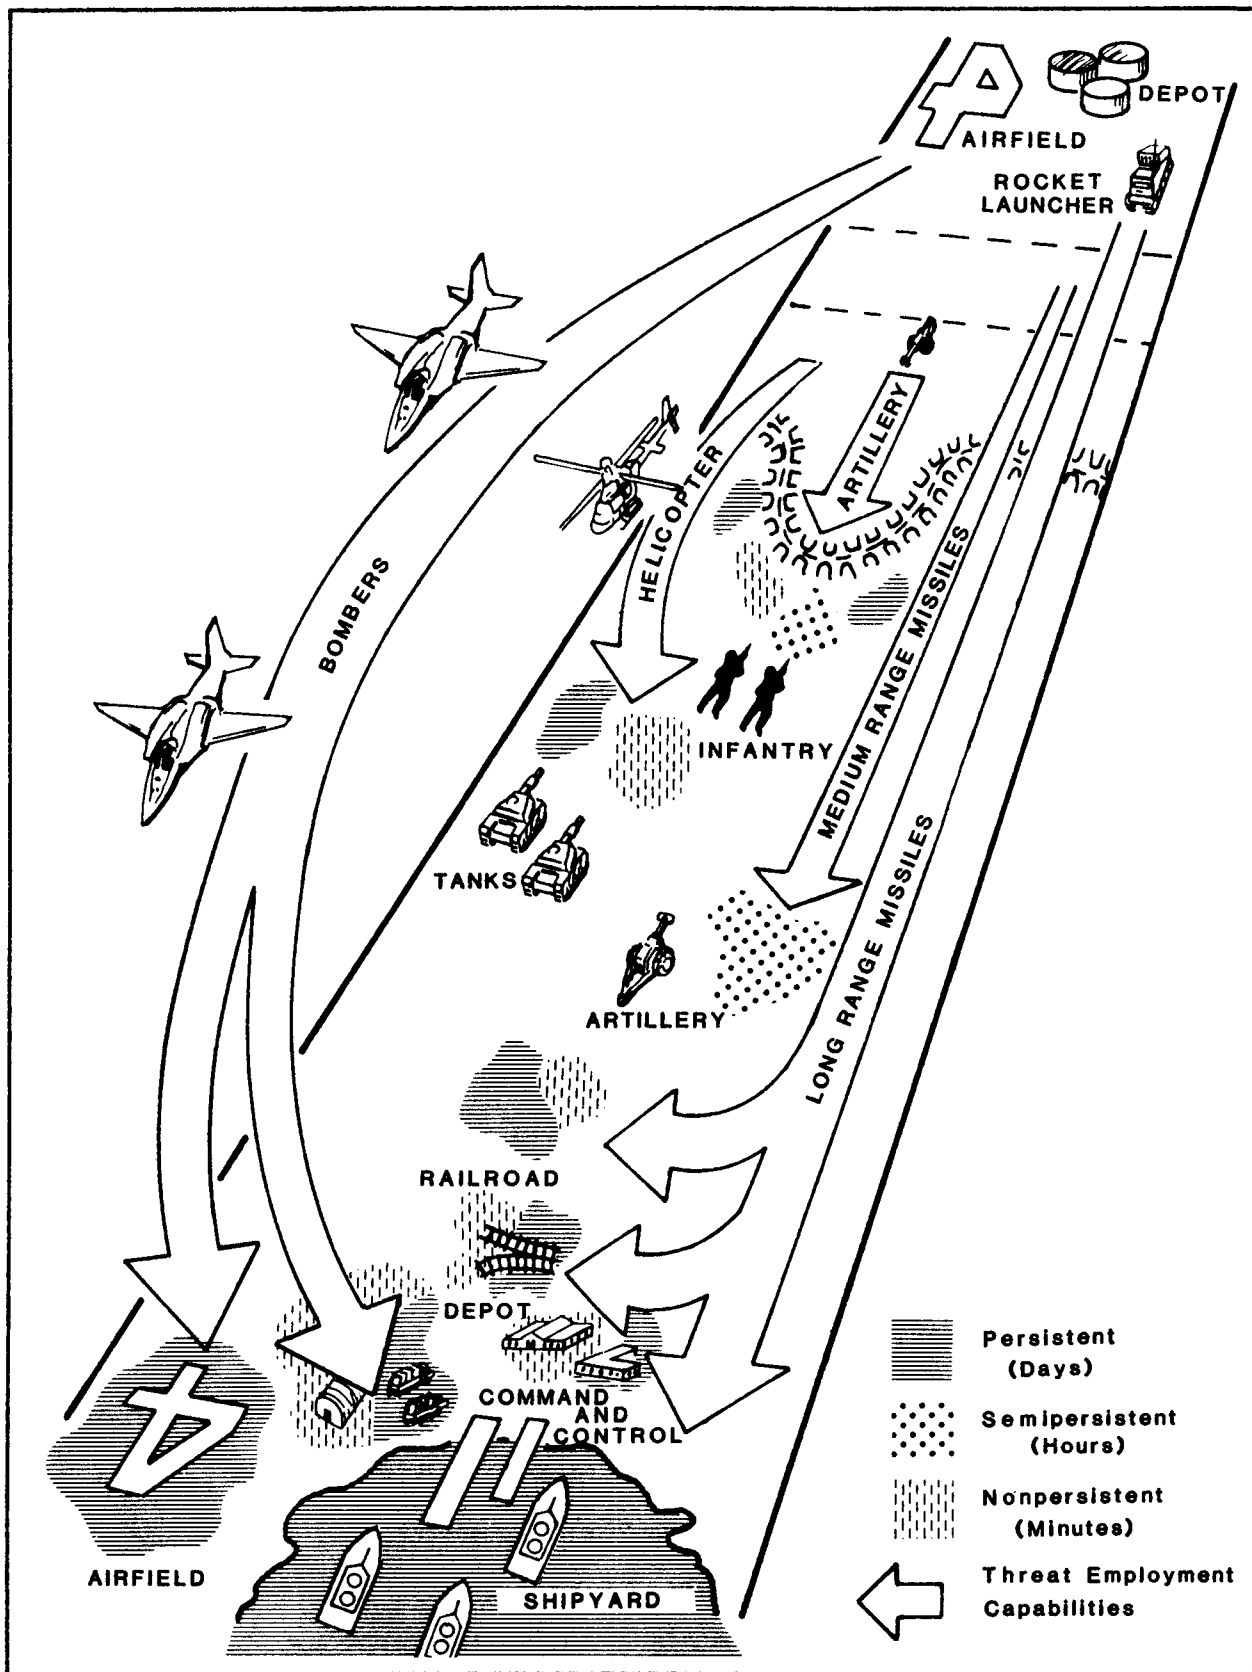 DEPOT
AIRFIELD
ROCKET
LAUNCHER
ARTILLERY
HELICOPTER
BOMBERS
MEDIUM RANGE MISSILES
INFANTRY
LONG RANGE MISSILES
TANKS
ARTILLERY
RAILROAD
DEPOT
COMMAND
AND
CONTROL
AIRFIELD
SHIPYARD
Persistent
(Days)
Semipersistent
(Hours)
Nonpersistent
(Minutes)
Threat Employment
Capabilities